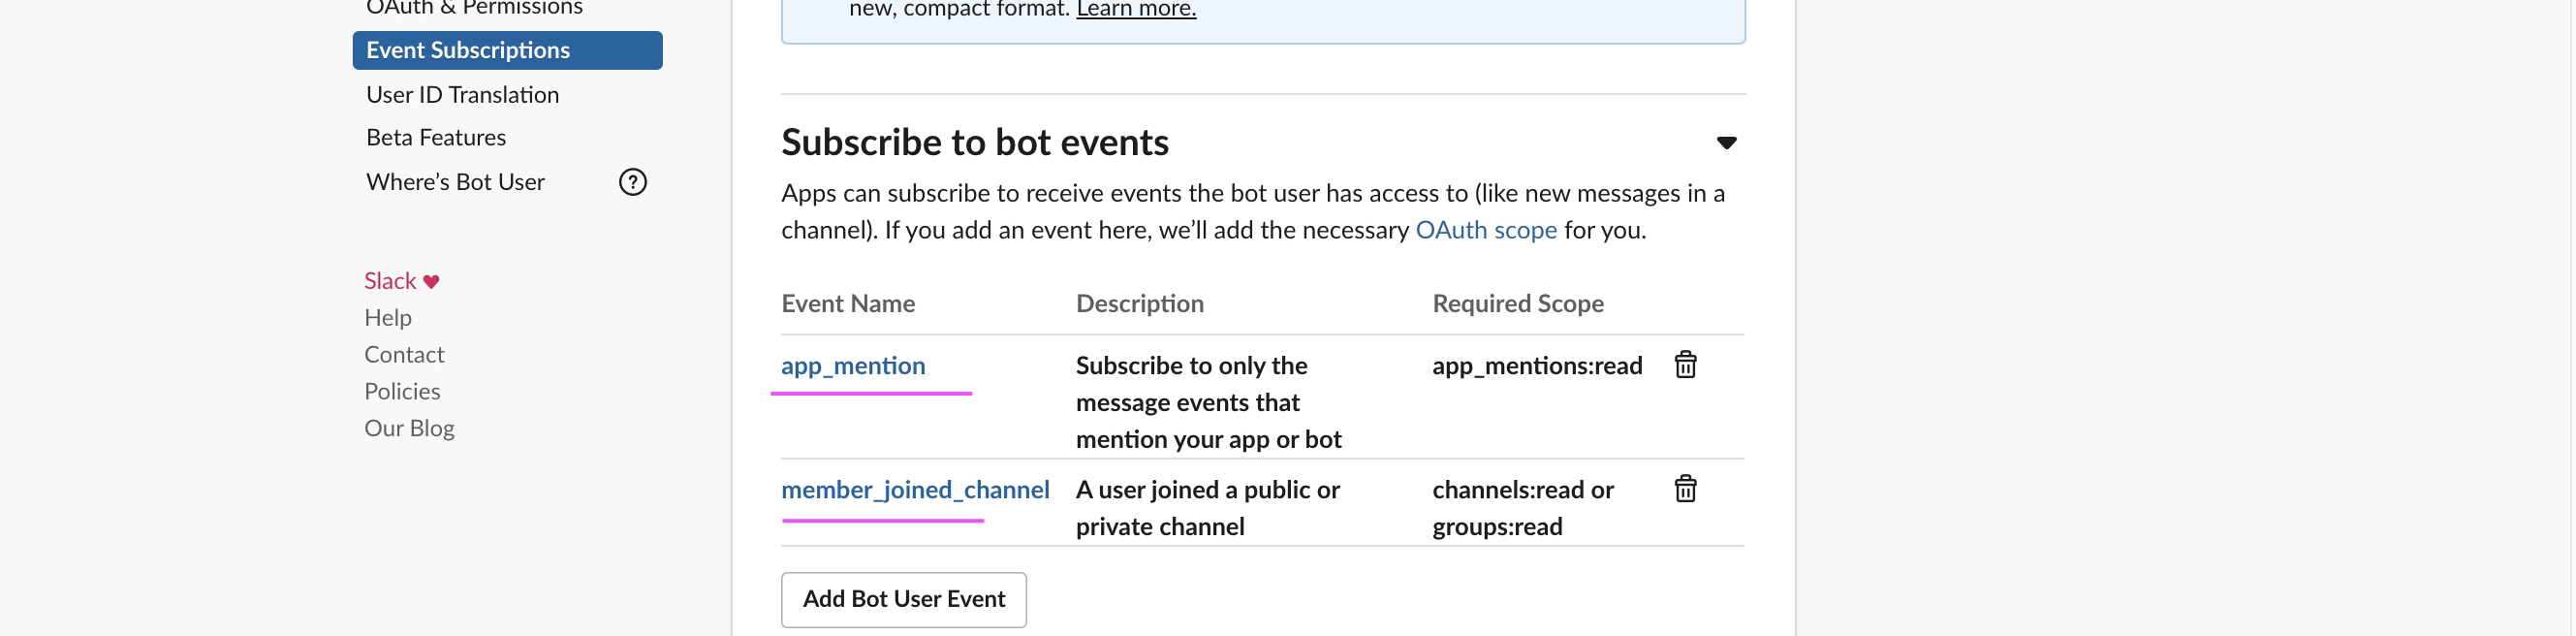 OAuth & Permissions
Event Subscriptions
User ID Translation
Beta Features
Where’s Bot User
?
Slack
Help
Contact
Policies
Our Blog
new, compact format. Learn more.
Subscribe to bot events
Apps can subscribe to receive events the bot user has access to (like new messages in a
channel). If you add an event here, we’ll add the necessary OAuth scope for you.
Event Name Description Required Scope
app_mention Subscribe to only the app_mentions:read
message events that
mention your app or bot
member_joined_channel A user joined a public or channels:read or
private channel groups:read
Add Bot User Event